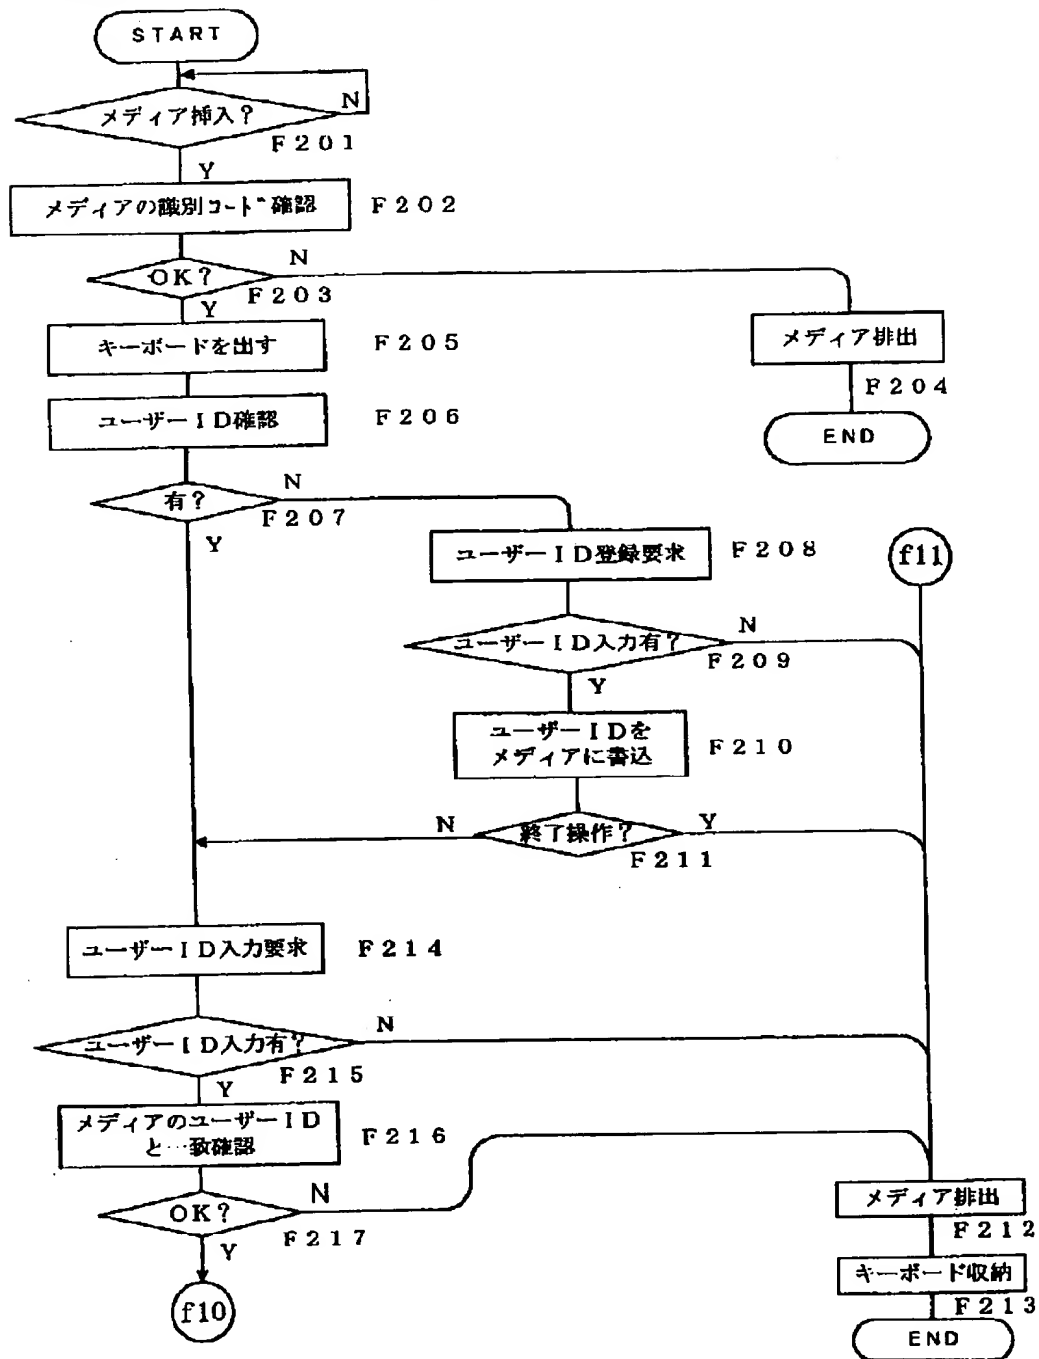 START
メディア挿入?
N
F201
Y
メディアの識別コード確認
F202
OK?
N
F203
Y
キーボードを出す
F205
メディア排出
F204
END
ユーザーID確認
F206
有?
N
F207
Y
ユーザーID登録要求
F208
f11
ユーザーID入力有?
N
F209
Y
ユーザーIDを
メディアに書込
F210
終了操作?
N
Y
F211
ユーザーID入力要求
F214
ユーザーID入力有?
N
F215
Y
メディアのユーザーID
と一致確認
F216
OK?
N
F217
Y
f10
メディア排出
F212
キーボード収納
F213
END